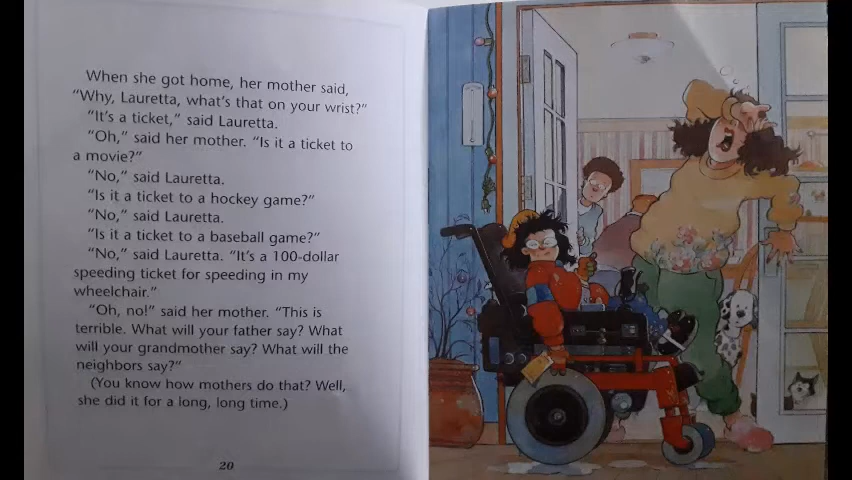 When she got home, her mother said,
“Why, Lauretta, what’s that on your wrist?”
“It’s a ticket,” said Lauretta.
“Oh,” said her mother. “Is it a ticket to
a movie?”
“No,” said Lauretta.
“Is it a ticket to a hockey game?”
“No,” said Lauretta.
“Is it a ticket to a baseball game?”
“No,” said Lauretta. “It’s a 100-dollar
speeding ticket for speeding in my
wheelchair.”
“Oh, no!” said her mother. “This is
terrible. What will your father say? What
will your grandmother say? What will the
neighbors say?”
(You know how mothers do that? Well,
she did it for a long, long time.)
20